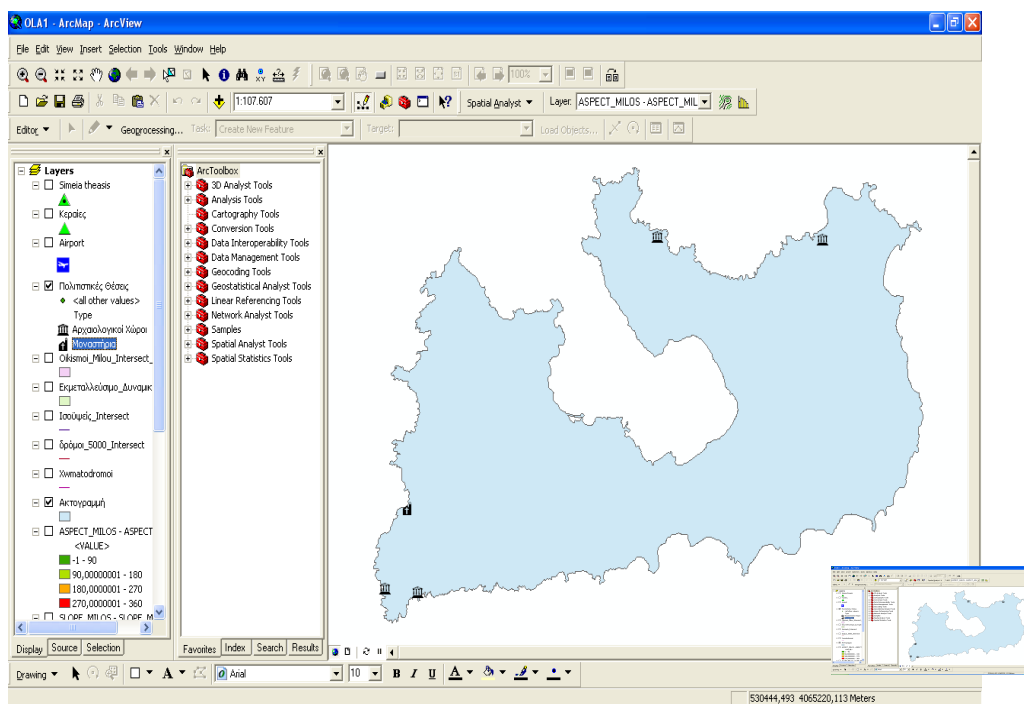 OLA1 - ArcMap - ArcView
File Edit View Insert Selection Tools Window Help
100%
1:107.607
Spatial Analyst
Layer: ASPECT_MILOS - ASPECT_MIL
Editor
Geoprocessing...
Task: Create New Feature
Target:
Load Objects...
Layers
Simeia theasis
Κεραίες
Airport
Πολιτιστικές Θέσεις
<all other values>
Type
Αρχαιολογικοί Χώροι
Μοναστήρια
Oikismoi_Milou_Intersect_
Εκμεταλλεύσιμο_Δυναμικ
Ισοϋψείς_Intersect
δρόμοι_5000_Intersect
Xwmatodromoi
Ακτογραμμή
ASPECT_MILOS - ASPECT
<VALUE>
-1 - 90
90,00000001 - 180
180,0000001 - 270
270,0000001 - 360
SLOPE_MILOS - SLOPE_M
Display Source Selection
ArcToolbox
3D Analyst Tools
Analysis Tools
Cartography Tools
Conversion Tools
Data Interoperability Tools
Data Management Tools
Geocoding Tools
Geostatistical Analyst Tools
Linear Referencing Tools
Network Analyst Tools
Samples
Spatial Analyst Tools
Spatial Statistics Tools
Favorites Index Search Results
Drawing
A
Arial
10
B I U A
530444,493 4065220,113 Meters